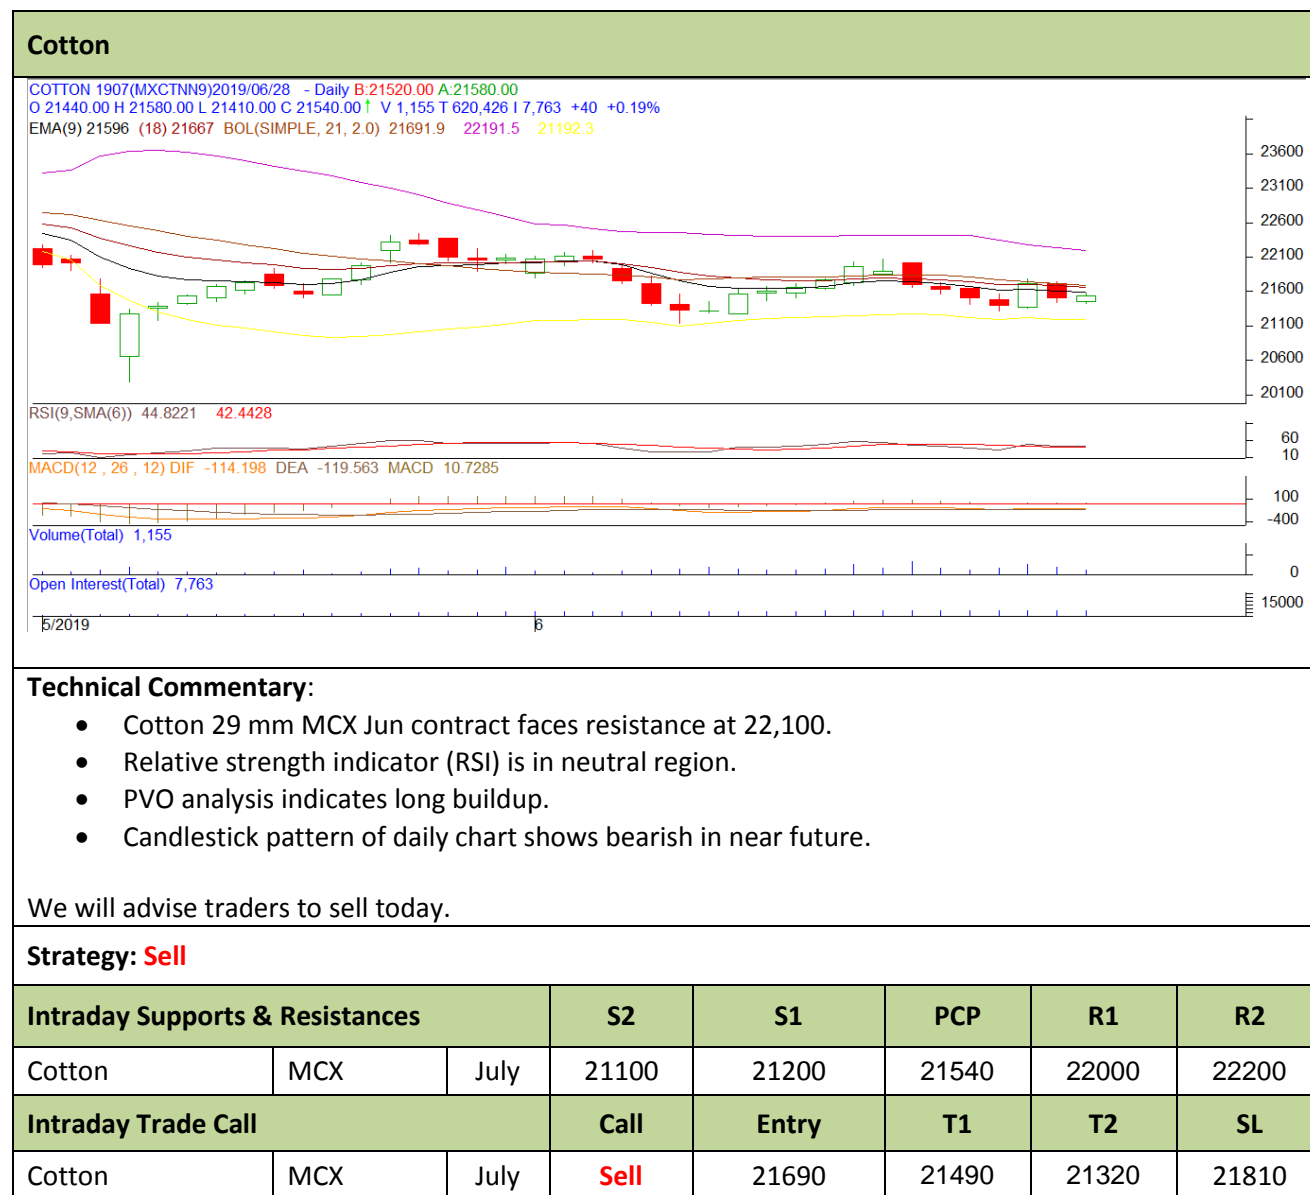 Cotton
COTTON 1907(MXCTNN9)2019/06/28 - Daily B:21520.00 A:21580.00
O 21440.00 H 21580.00 L 21410.00 C 21540.00↑ V 1,155 T 620,426 I 7,763 +40 +0.19%
EMA(9) 21596 (18) 21667 BOL(SIMPLE, 21, 2.0) 21691.9 22191.5 21192.3
23600
23100
22600
22100
21600
21100
20600
20100
RSI(9,SMA(6)) 44.8221 42.4428
60
10
MACD(12 , 26 , 12) DIF -114.198 DEA -119.563 MACD 10.7285
100
-400
Volume(Total) 1,155
0
Open Interest(Total) 7,763
15000
5/2019 6
Technical Commentary:
• Cotton 29 mm MCX Jun contract faces resistance at 22,100.
• Relative strength indicator (RSI) is in neutral region.
• PVO analysis indicates long buildup.
• Candlestick pattern of daily chart shows bearish in near future.
We will advise traders to sell today.
Strategy: Sell
Intraday Supports & Resistances S2 S1 PCP R1 R2
Cotton MCX July 21100 21200 21540 22000 22200
Intraday Trade Call Call Entry T1 T2 SL
Cotton MCX July Sell 21690 21490 21320 21810